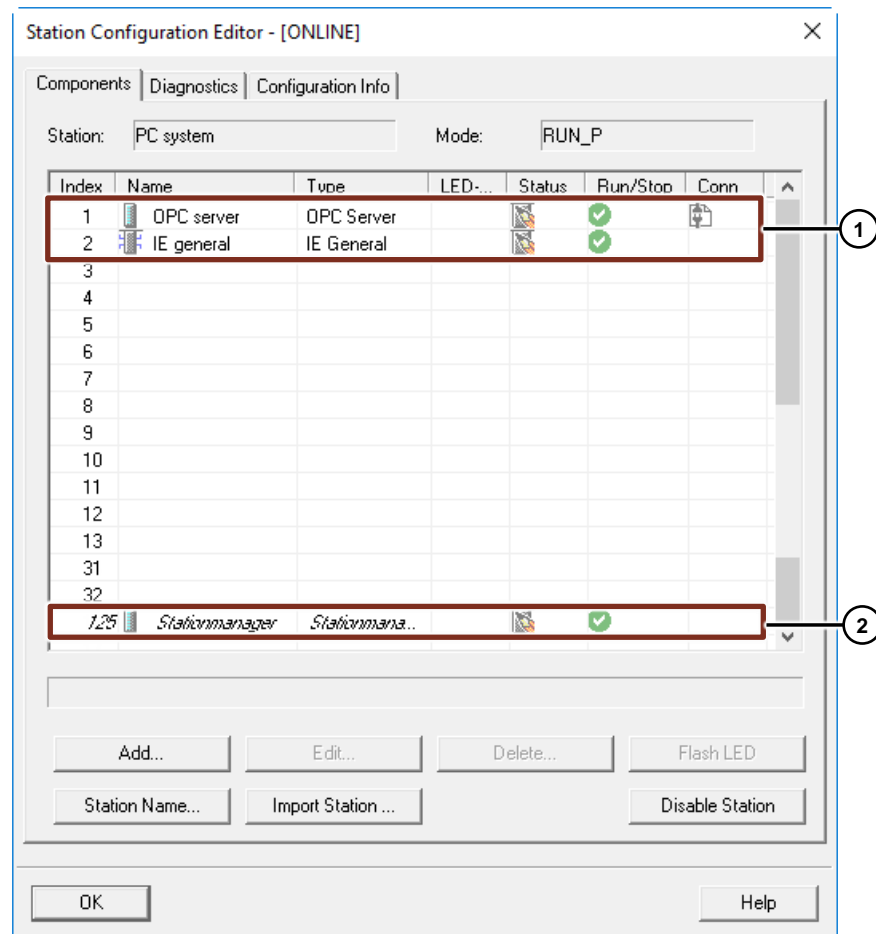 Station Configuration Editor - [ONLINE]
Components Diagnostics Configuration Info
Station: PC system Mode: RUN_P
Index Name Type LED-... Status Run/Stop Conn
1 OPC server OPC Server
2 IE general IE General
1
3
4
5
6
7
8
9
10
11
12
13
31
32
125 Stationmanager Stationmana...
2
Add... Edit... Delete... Flash LED
Station Name... Import Station ... Disable Station
OK Help